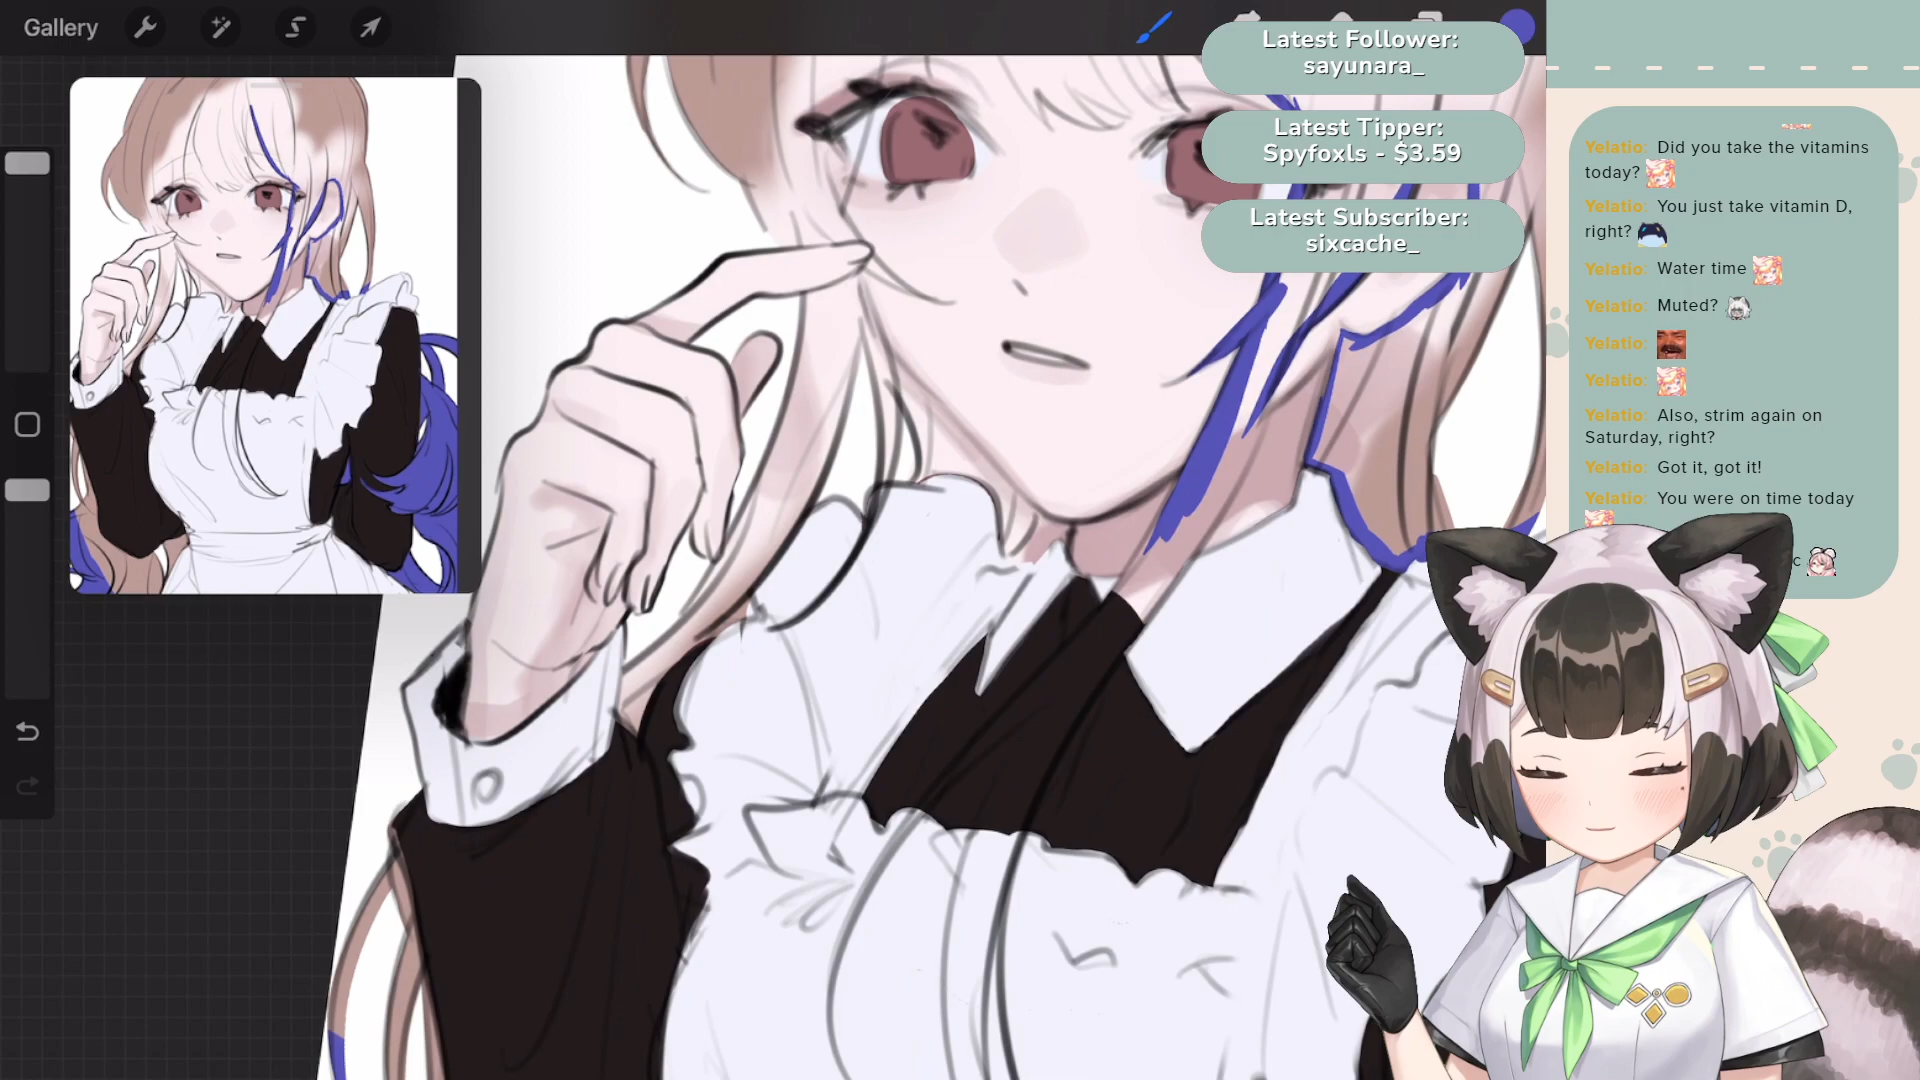 Gallery
Latest Follower:
sayunara_
Latest Tipper:
Spyfoxls - $3.59
Latest Subscriber:
sixcache_
Yelatio: Did you take the vitamins
today?
Yelatio: You just take vitamin D,
right?
Yelatio: Water time
Yelatio: Muted?
Yelatio:
Yelatio:
Yelatio: Also, strim again on
Saturday, right?
Yelatio: Got it, got it!
Yelatio: You were on time today
c